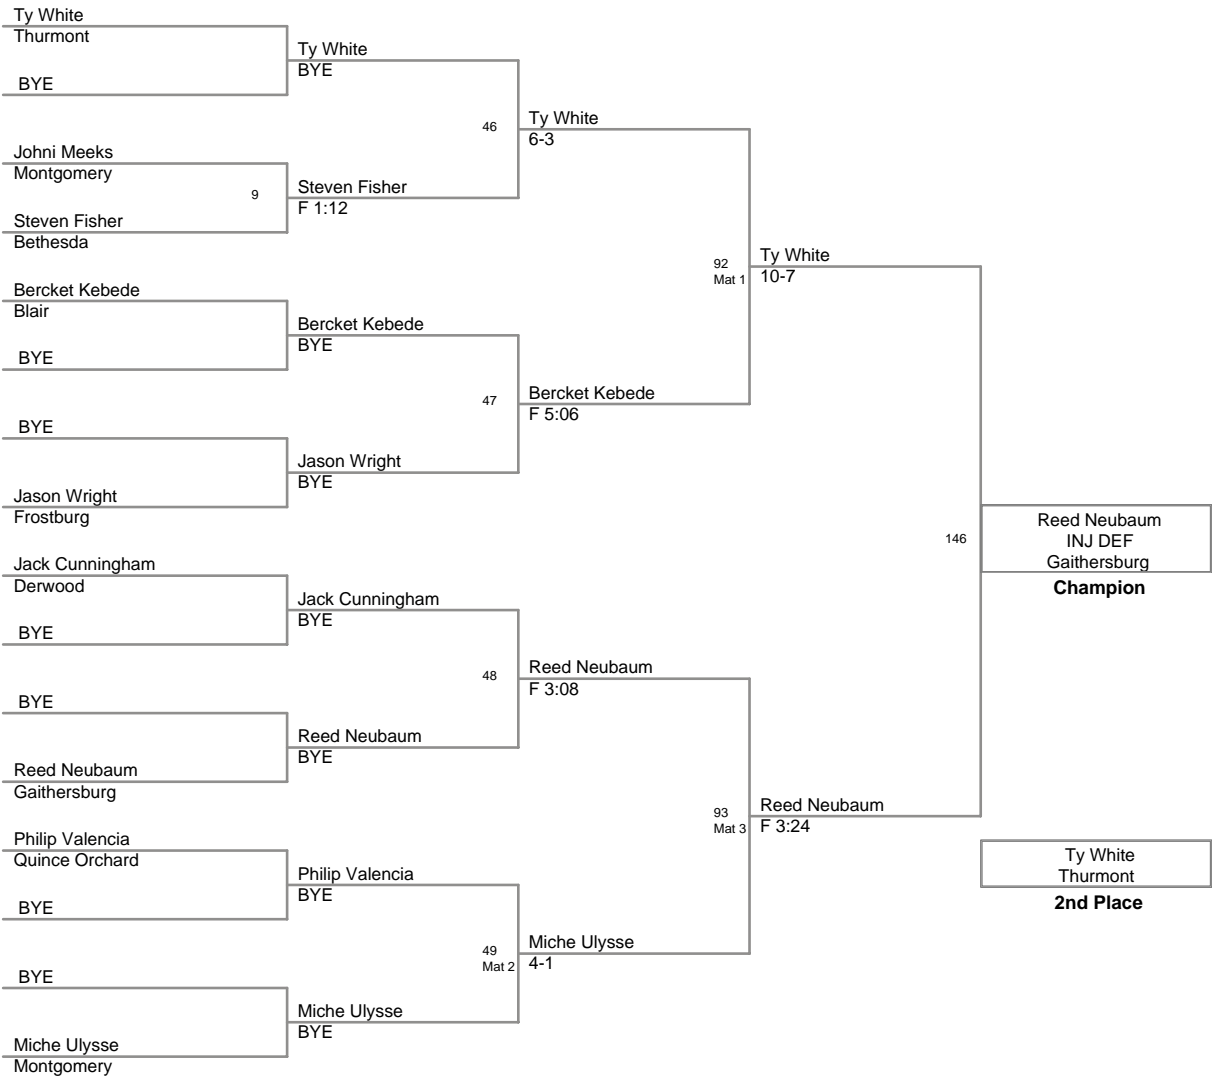 Ty White
Thurmont
BYE
Johni Meeks
Montgomery
Steven Fisher
Bethesda
Bercket Kebede
Blair
BYE
BYE
Jason Wright
Frostburg
Jack Cunningham
Derwood
BYE
BYE
Reed Neubaum
Gaithersburg
Philip Valencia
Quince Orchard
BYE
BYE
Miche Ulysse
Montgomery
9
Ty White
BYE
Steven Fisher
F 1:12
Bercket Kebede
BYE
Jason Wright
BYE
Jack Cunningham
BYE
Reed Neubaum
BYE
Philip Valencia
BYE
Miche Ulysse
BYE
46
47
48
49
Mat 2
Ty White
6-3
Bercket Kebede
F 5:06
Reed Neubaum
F 3:08
Miche Ulysse
4-1
92
Mat 1
93
Mat 3
Ty White
10-7
Reed Neubaum
F 3:24
146
Reed Neubaum
INJ DEF
Gaithersburg
Champion
Ty White
Thurmont
2nd Place